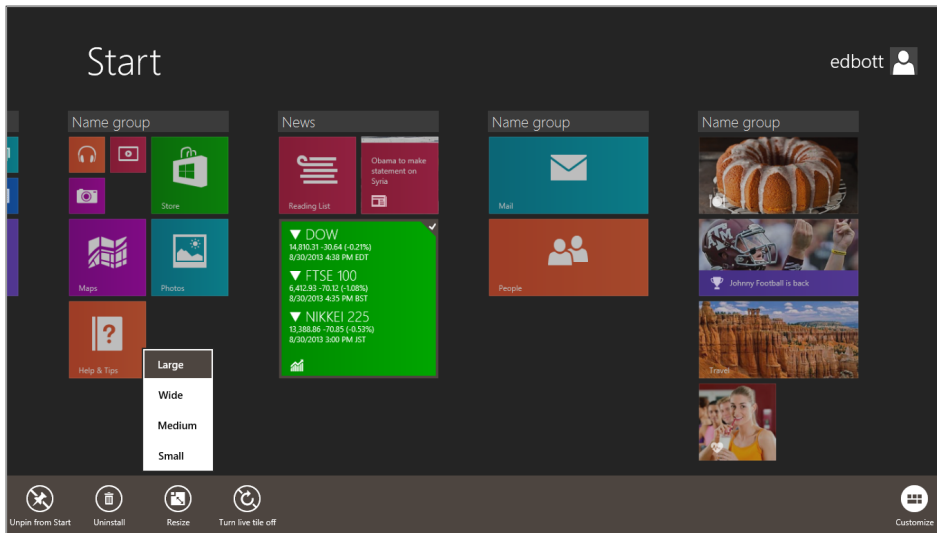 Start
edbott
Name group
News
Name group
Name group
Store
Reading List
Obama to make
statement on
Syria
Mail
Maps
Photos
▼ DOW
14,810.31 -30.64 (-0.21%)
8/30/2013 4:38 PM EDT
▼ FTSE 100
6,412.93 -70.12 (-1.08%)
8/30/2013 4:35 PM BST
▼ NIKKEI 225
13,388.86 -70.85 (-0.53%)
8/30/2013 3:00 PM JST
People
Johnny Football is back
Help & Tips
Travel
Large
Wide
Medium
Small
Unpin from Start
Uninstall
Resize
Turn live tile off
Customize